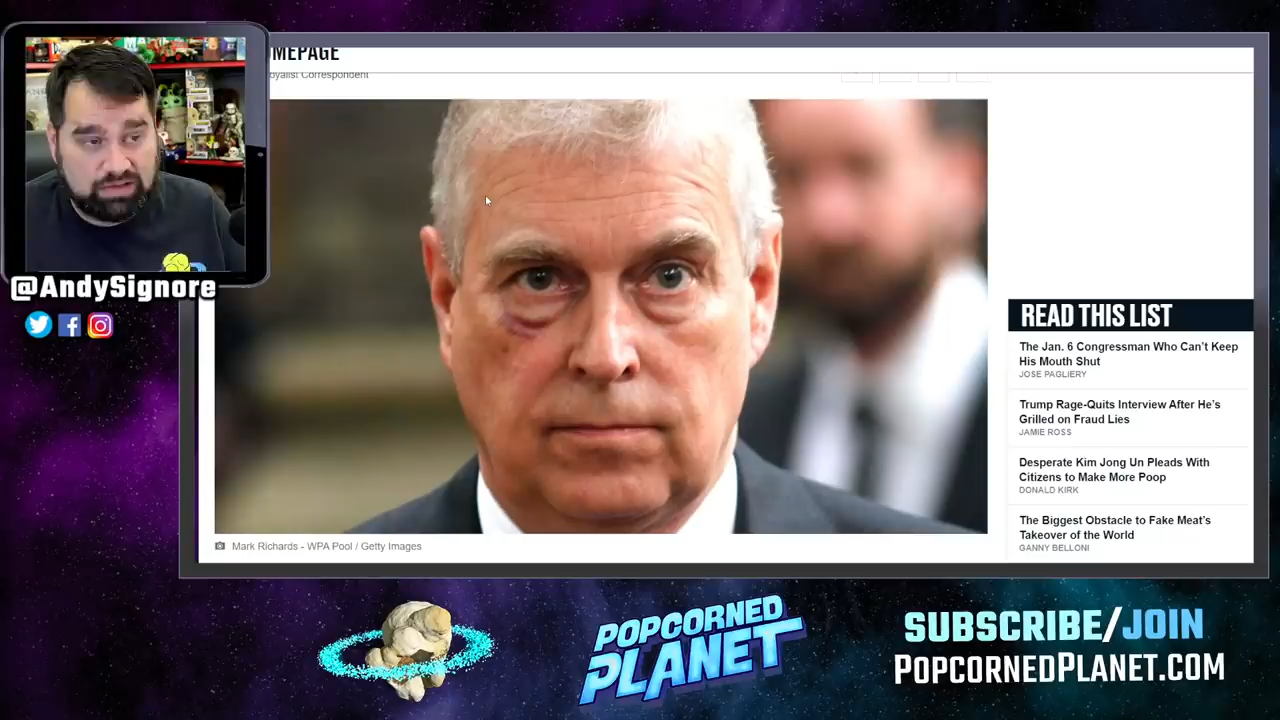 OMEPAGE
oyalist Correspondent
@AndySignore
READ THIS LIST
The Jan. 6 Congressman Who Can't Keep
His Mouth Shut
JOSE PAGLIERY
Trump Rage-Quits Interview After He's
Grilled on Fraud Lies
JAMIE ROSS
Desperate Kim Jong Un Pleads With
Citizens to Make More Poop
DONALD KIRK
The Biggest Obstacle to Fake Meat's
Takeover of the World
GANNY BELLONI
Mark Richards - WPA Pool / Getty Images
POPCORNED
PLANET
SUBSCRIBE/JOIN
POPCORNEDPLANET.COM